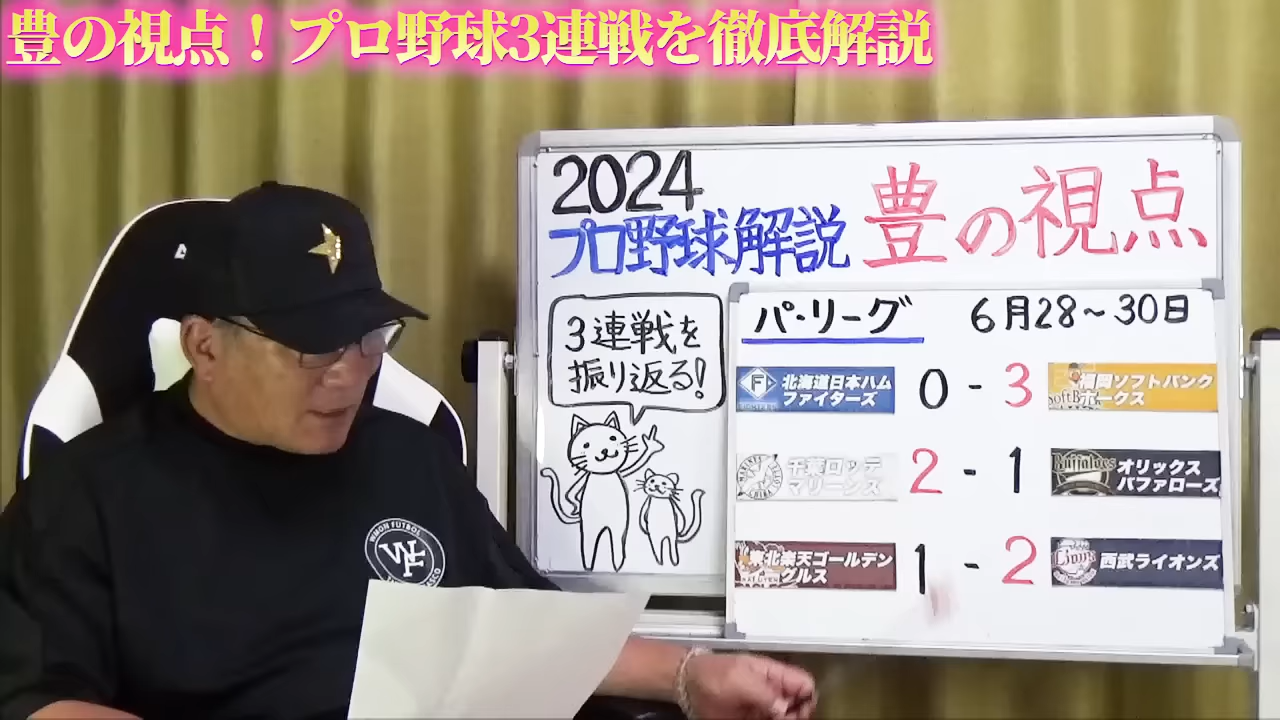 豊の視点！プロ野球3連戦を徹底解説
2024
プロ野球解説 豊の視点
3連戦を
振り返る!
パ・リーグ 6月28～30日
北海道日本ハム
ファイターズ
0 - 3
福岡ソフトバンク
ホークス
千葉ロッテ
マリーンズ
2 - 1
Buffaloes
オリックス
バファローズ
東北楽天ゴールデン
グルス
1 - 2
Lions
西武ライオンズ
WMON FUTBOL
WF